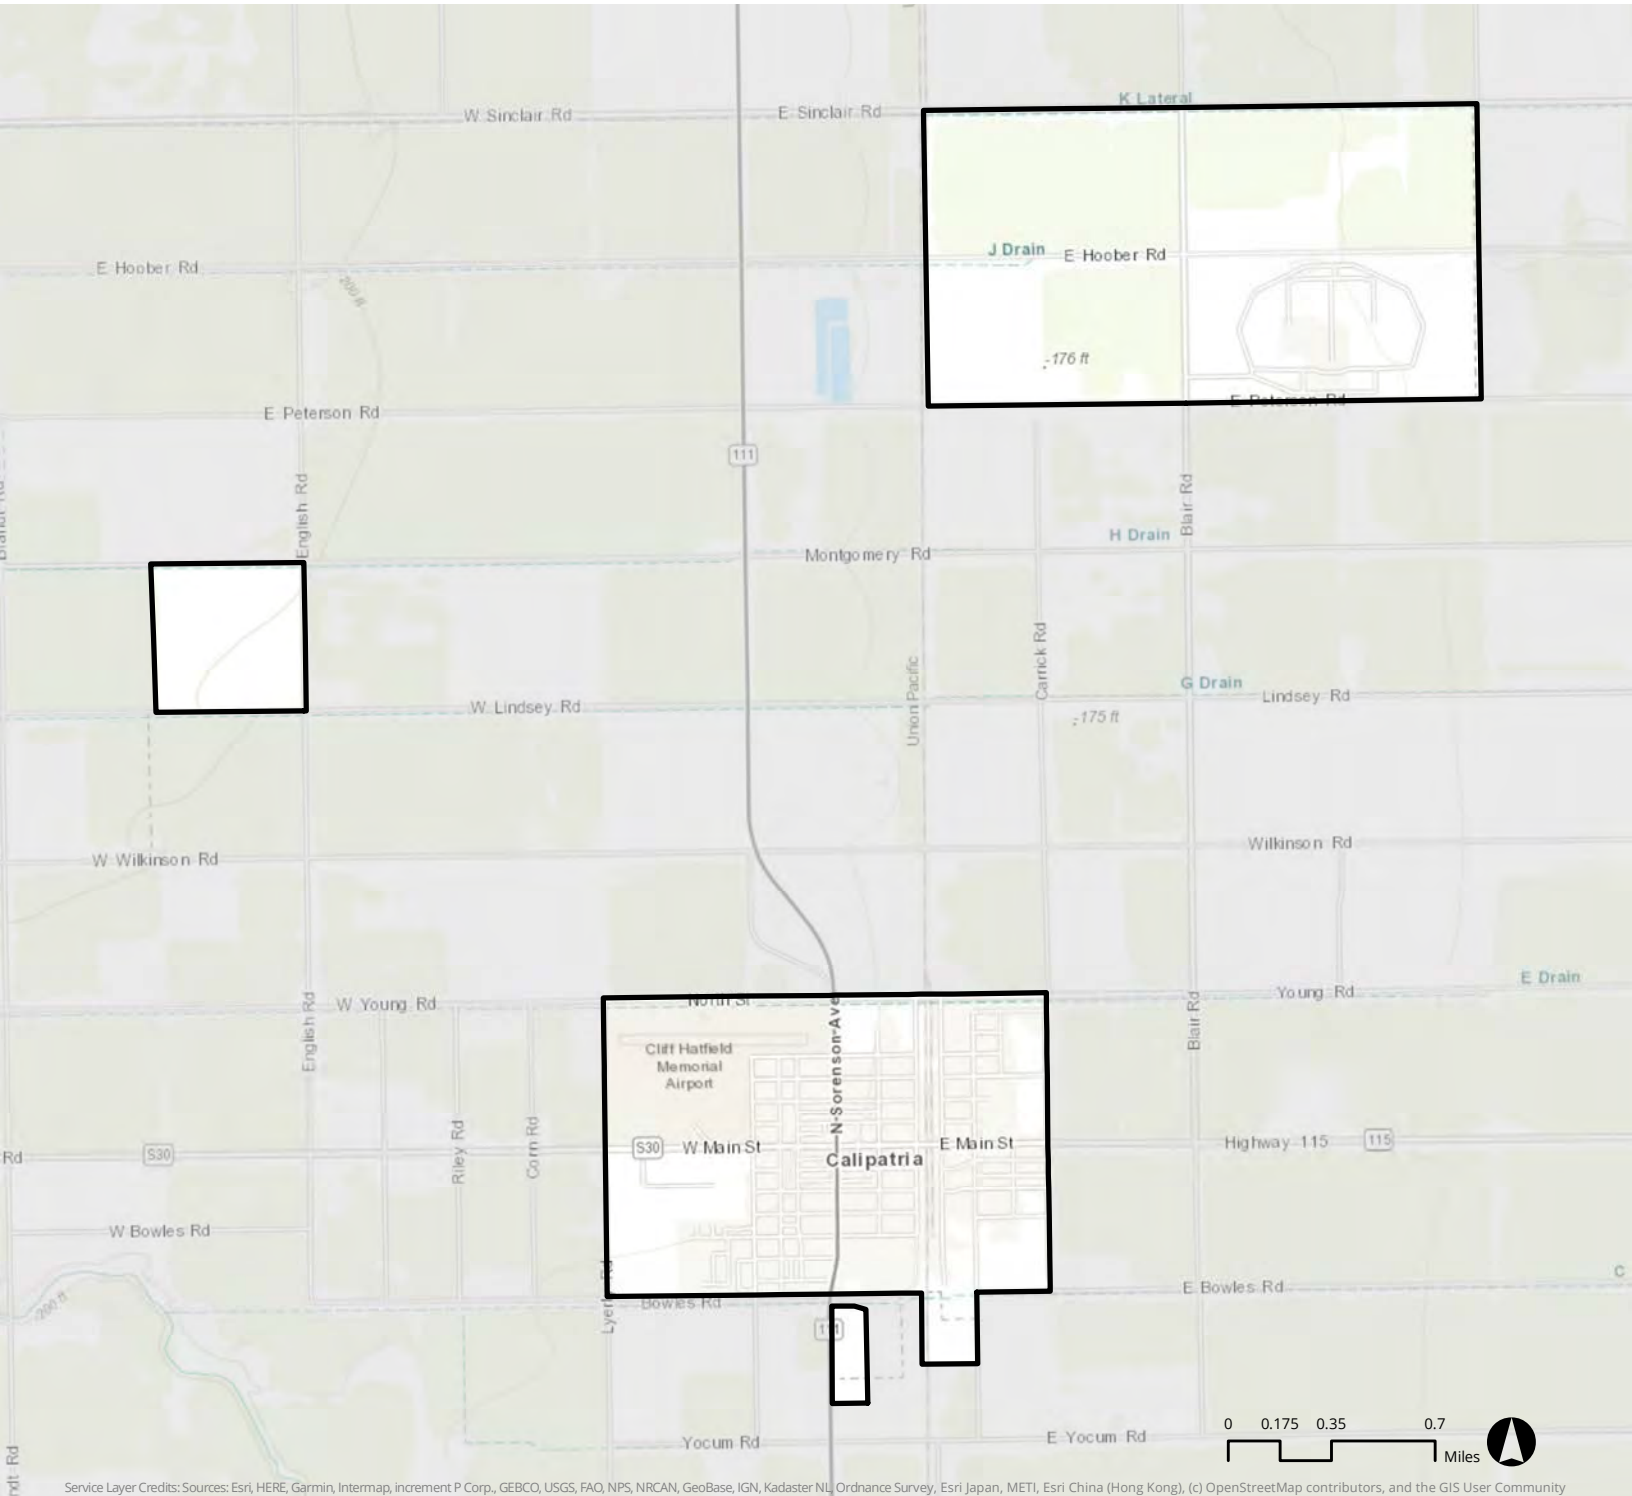 K Lateral
W Sinclair Rd
E Sinclair Rd
J Drain
E Hoober Rd
E Hoober Rd
200 ft
-176 ft
E Peterson Rd
E Peterson Rd
111
English Rd
Blair Rd
H Drain
Montgomery Rd
Carrick Rd
Union Pacific
G Drain
Lindsey Rd
W Lindsey Rd
-175 ft
Wilkinson Rd
W Wilkinson Rd
E Drain
Young Rd
W Young Rd
North St
English Rd
Blair Rd
N Sorenson Ave
Cliff Hatfield
Memorial
Airport
Riley Rd
Corn Rd
Rd
S30
S30
W Main St
E Main St
Calipatria
Highway 115
115
W Bowles Rd
E Bowles Rd
C
200 ft
Bowles Rd
111
Yocum Rd
E Yocum Rd
0 0.175 0.35 0.7
Miles
Service Layer Credits: Sources: Esri, HERE, Garmin, Intermap, increment P Corp., GEBCO, USGS, FAO, NPS, NRCAN, GeoBase, IGN, Kadaster NL, Ordnance Survey, Esri Japan, METI, Esri China (Hong Kong), (c) OpenStreetMap contributors, and the GIS User Community